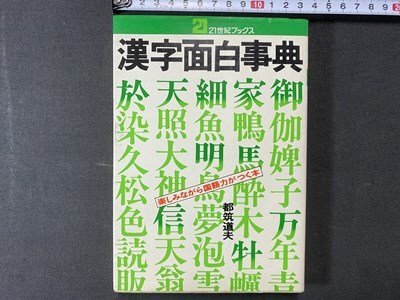 21
21世紀ブックス
漢字面白事典
御伽婢子万年青
家鴨馬酔木牡蠣
細魚明烏夢泡雪
天照大神信天翁
於染久松色読販
楽しみながら国語力がつく本
都筑道夫